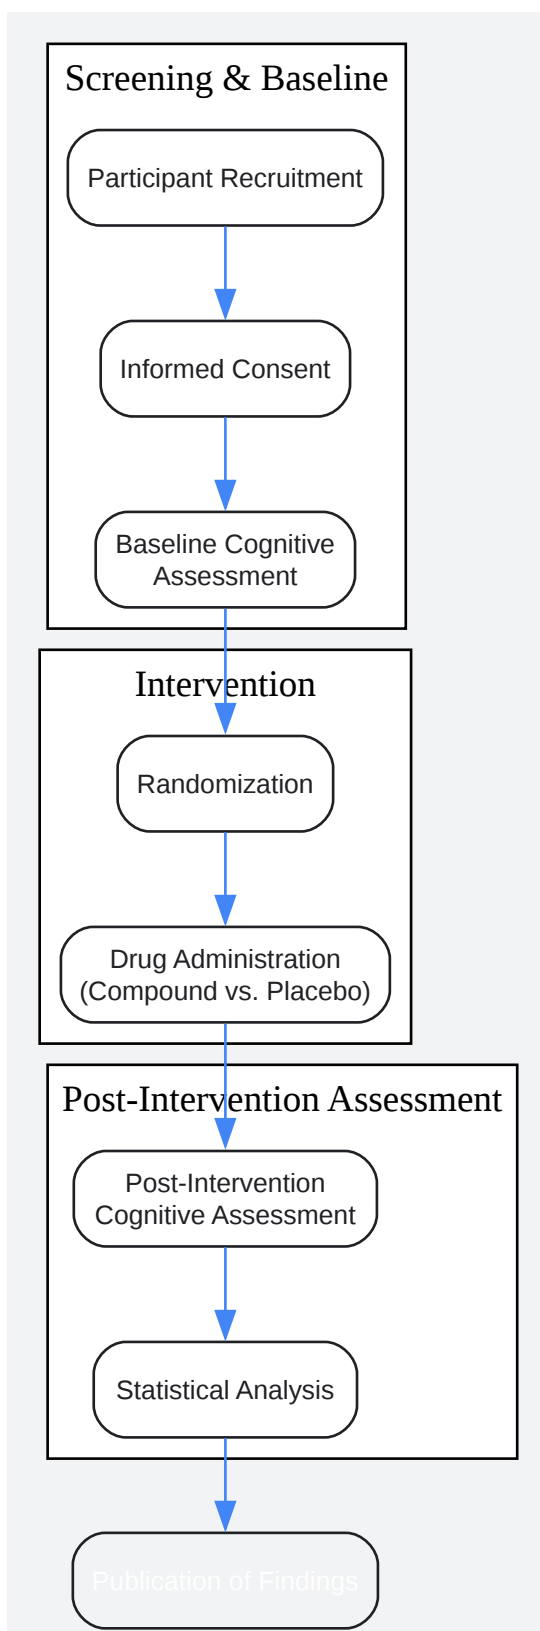 Screening & Baseline
Participant Recruitment
Informed Consent
Baseline Cognitive
Assessment
Intervention
Randomization
Drug Administration
(Compound vs. Placebo)
Post-Intervention Assessment
Post-Intervention
Cognitive Assessment
Statistical Analysis
Publication of Findings